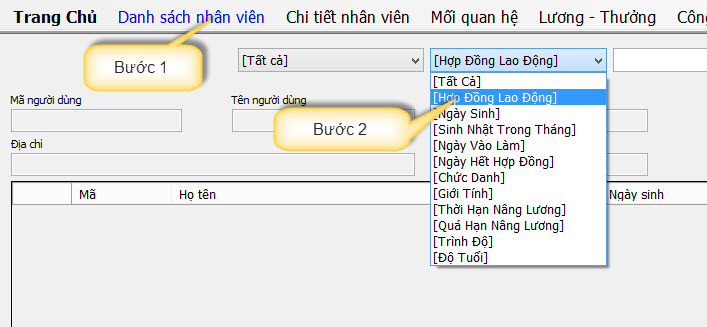 Trang Chủ Danh sách nhân viên Chi tiết nhân viên Mối quan hệ Lương - Thưởng Côn
Bước 1
[Tất cả] [Hợp Đồng Lao Động]
[Tất Cả]
[Hợp Đồng Lao Động]
[Ngày Sinh]
[Sinh Nhật Trong Tháng]
[Ngày Vào Làm]
[Ngày Hết Hợp Đồng]
[Chức Danh]
[Giới Tính]
[Thời Hạn Nâng Lương]
[Quá Hạn Nâng Lương]
[Trình Độ]
[Độ Tuổi]
Mã người dùng Tên người dùng
Bước 2
Địa chỉ
Mã Họ tên Ngày sinh